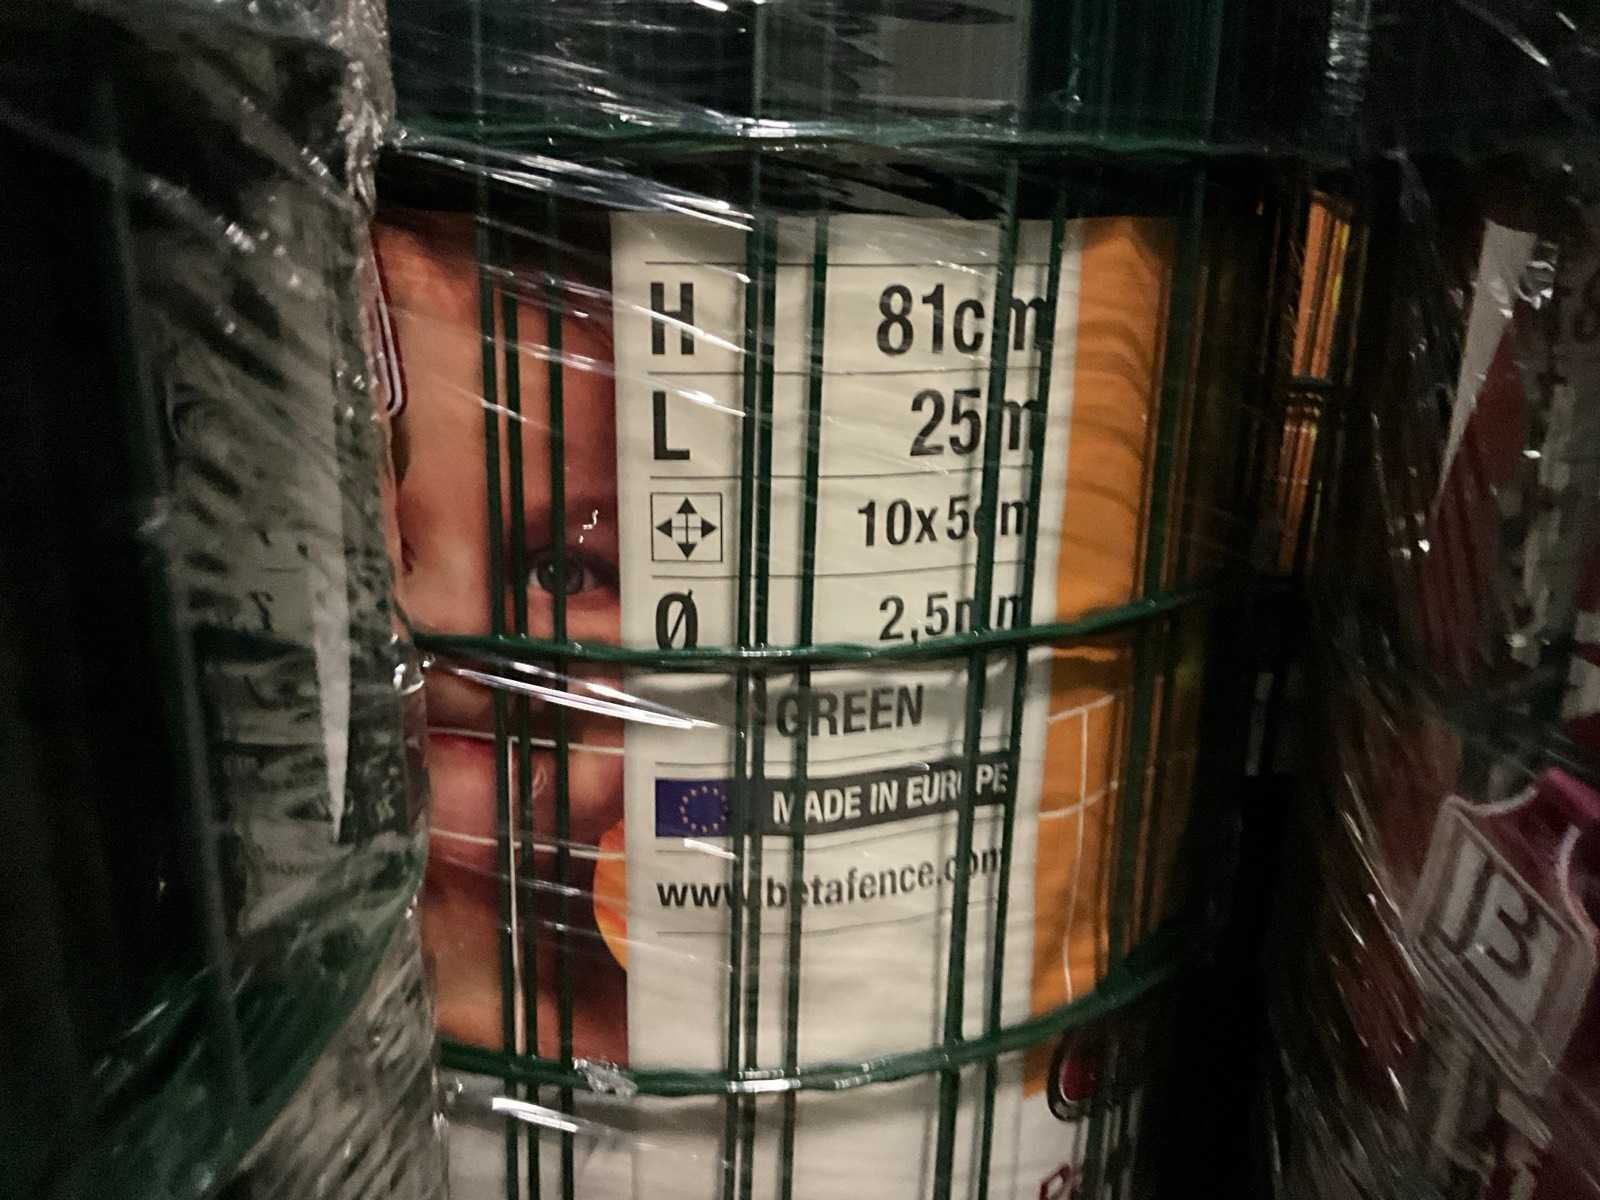 H 81cm
L 25m
10x5cm
Ø 2,5mm
GREEN
MADE IN EUROPE
www.betafence.com